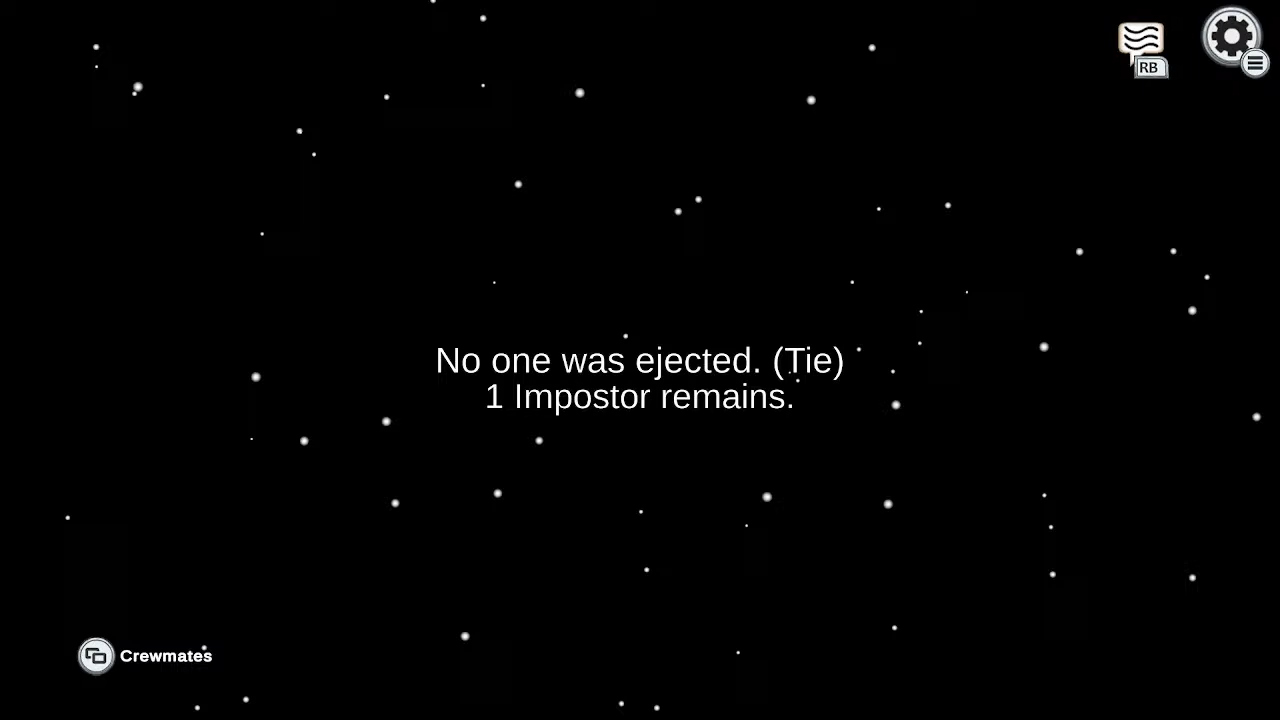 RB
No one was ejected. (Tie)
1 Impostor remains.
Crewmates